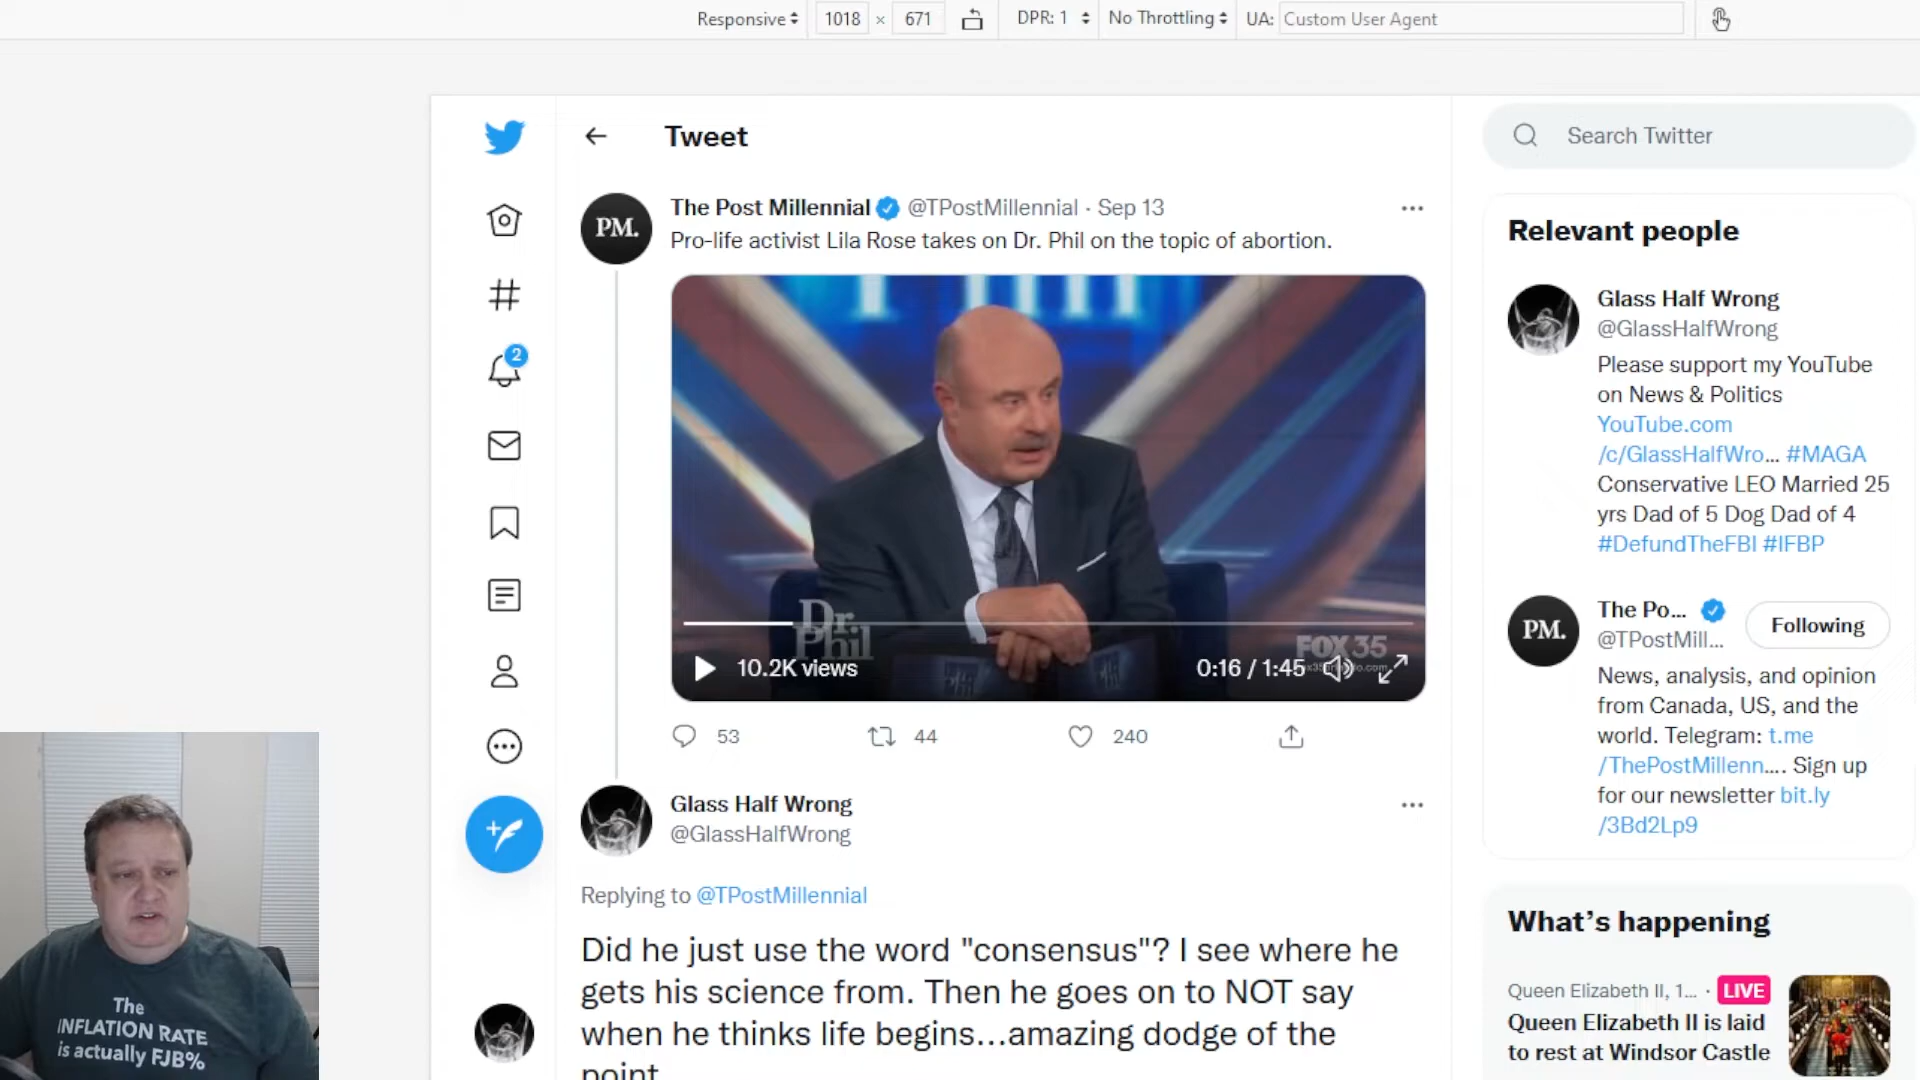 Responsive
1018 × 671
DPR: 1
No Throttling
UA: Custom User Agent
Tweet
Search Twitter
PM.
The Post Millennial @TPostMillennial · Sep 13
Pro-life activist Lila Rose takes on Dr. Phil on the topic of abortion.
Dr.
Phil
FOX 35
10.2K views
0:16 / 1:45
53
44
240
2
Glass Half Wrong
@GlassHalfWrong
Replying to @TPostMillennial
Did he just use the word "consensus"? I see where he
gets his science from. Then he goes on to NOT say
when he thinks life begins...amazing dodge of the
point.
Relevant people
Glass Half Wrong
@GlassHalfWrong
Please support my YouTube
on News & Politics
YouTube.com
/c/GlassHalfWro... #MAGA
Conservative LEO Married 25
yrs Dad of 5 Dog Dad of 4
#DefundTheFBI #IFBP
PM.
The Po...
@TPostMill...
Following
News, analysis, and opinion
from Canada, US, and the
world. Telegram: t.me
/ThePostMillenn.... Sign up
for our newsletter bit.ly
/3Bd2Lp9
What's happening
Queen Elizabeth II, 1... · LIVE
Queen Elizabeth II is laid
to rest at Windsor Castle
The
INFLATION RATE
is actually FJB%